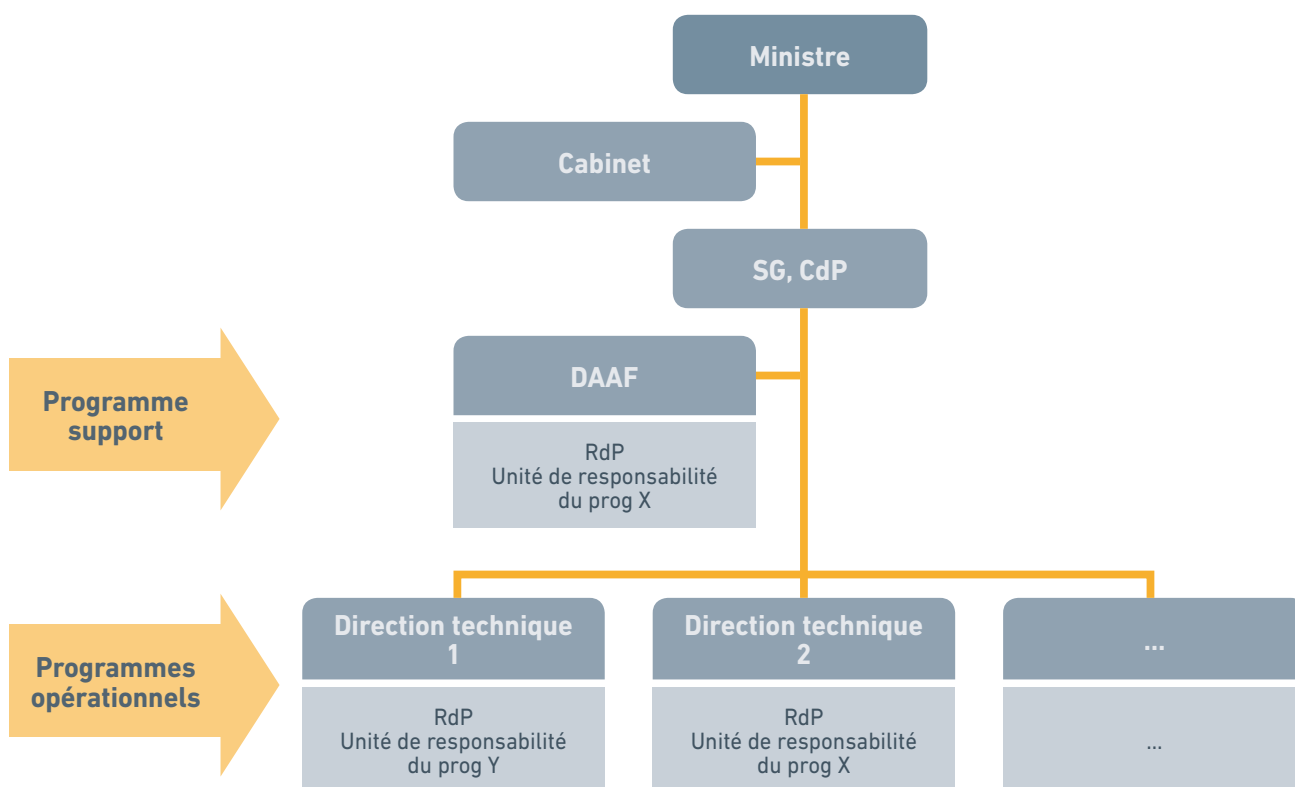 Ministre
Cabinet
SG, CdP
DAAF
RdP
Unité de responsabilité
du prog X
Programme
support
Programmes
opérationnels
Direction technique
1
RdP
Unité de responsabilité
du prog Y
Direction technique
2
RdP
Unité de responsabilité
du prog X
...
...